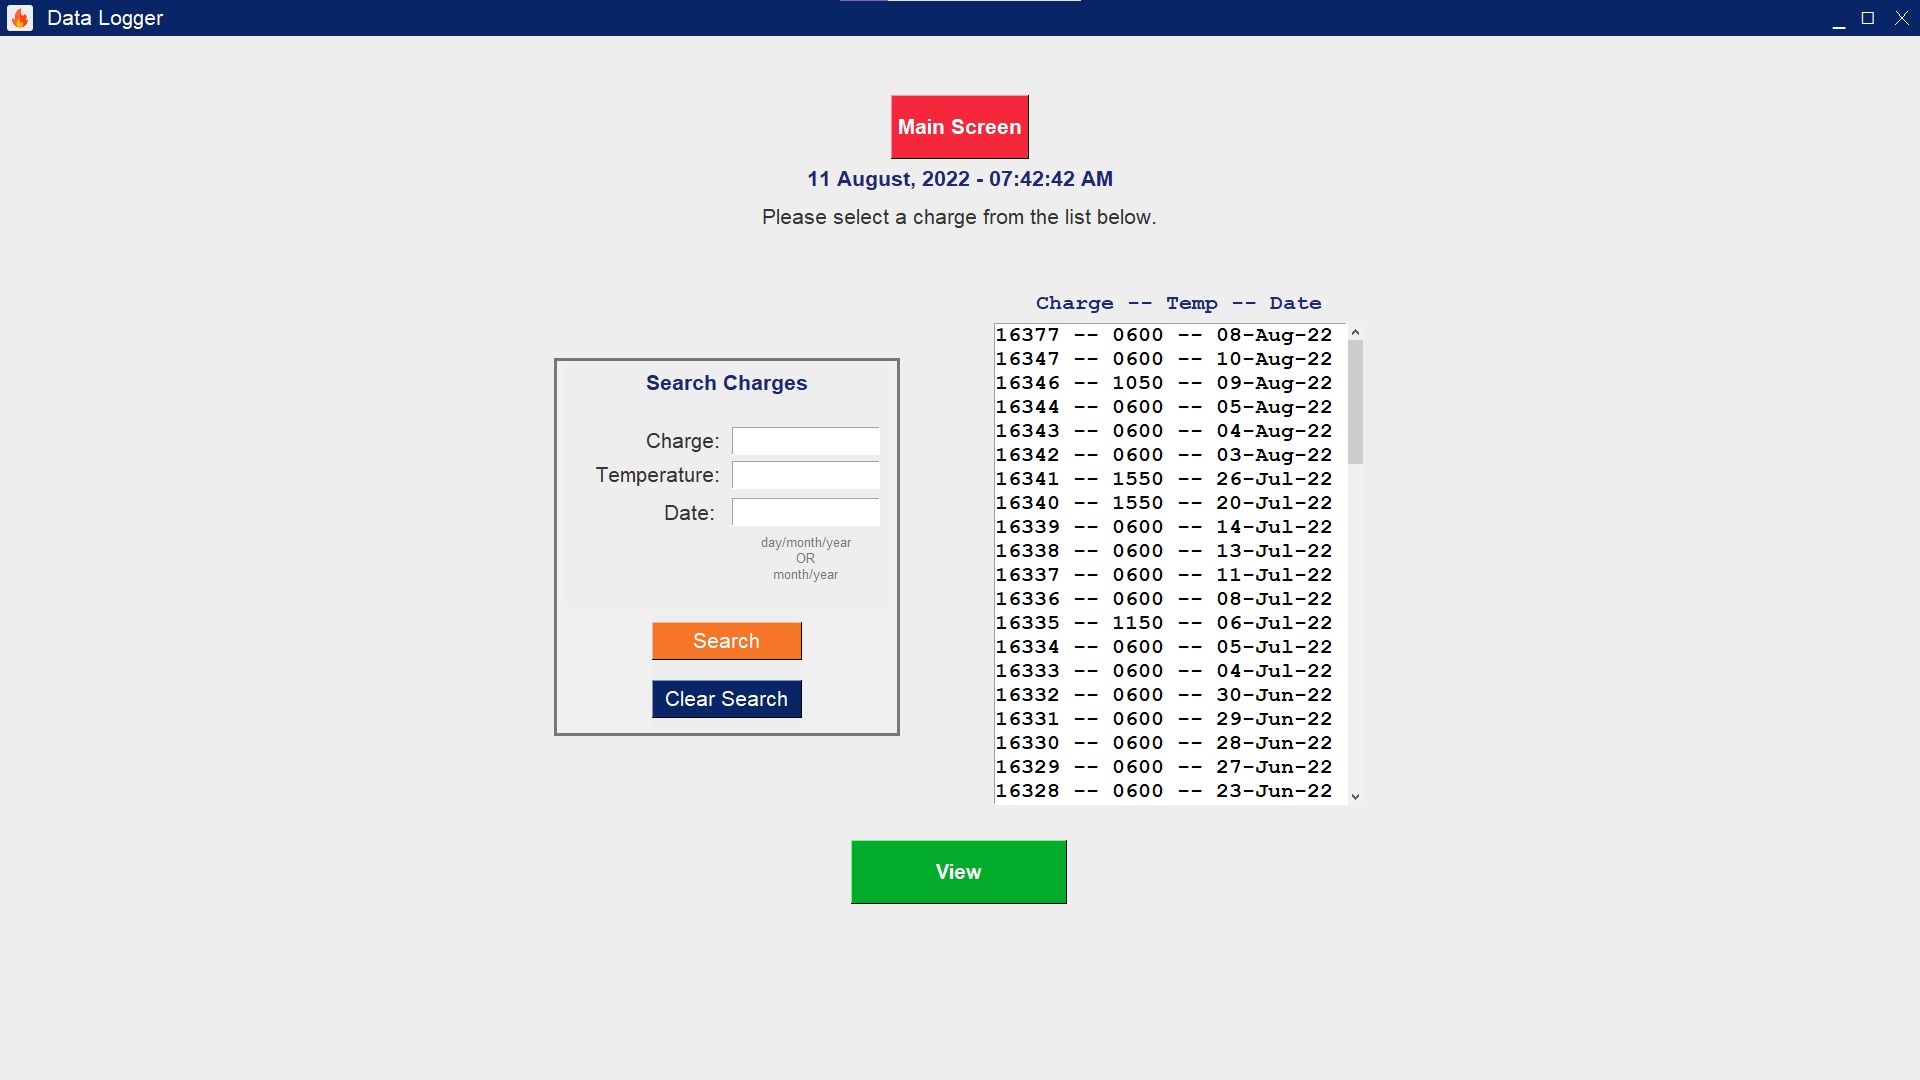 Data Logger
Main Screen
11 August, 2022 - 07:42:42 AM
Please select a charge from the list below.
Search Charges
Charge:
Temperature:
Date:
day/month/year
OR
month/year
Search
Clear Search
Charge -- Temp -- Date
16377 -- 0600 -- 08-Aug-22
16347 -- 0600 -- 10-Aug-22
16346 -- 1050 -- 09-Aug-22
16344 -- 0600 -- 05-Aug-22
16343 -- 0600 -- 04-Aug-22
16342 -- 0600 -- 03-Aug-22
16341 -- 1550 -- 26-Jul-22
16340 -- 1550 -- 20-Jul-22
16339 -- 0600 -- 14-Jul-22
16338 -- 0600 -- 13-Jul-22
16337 -- 0600 -- 11-Jul-22
16336 -- 0600 -- 08-Jul-22
16335 -- 1150 -- 06-Jul-22
16334 -- 0600 -- 05-Jul-22
16333 -- 0600 -- 04-Jul-22
16332 -- 0600 -- 30-Jun-22
16331 -- 0600 -- 29-Jun-22
16330 -- 0600 -- 28-Jun-22
16329 -- 0600 -- 27-Jun-22
16328 -- 0600 -- 23-Jun-22
View